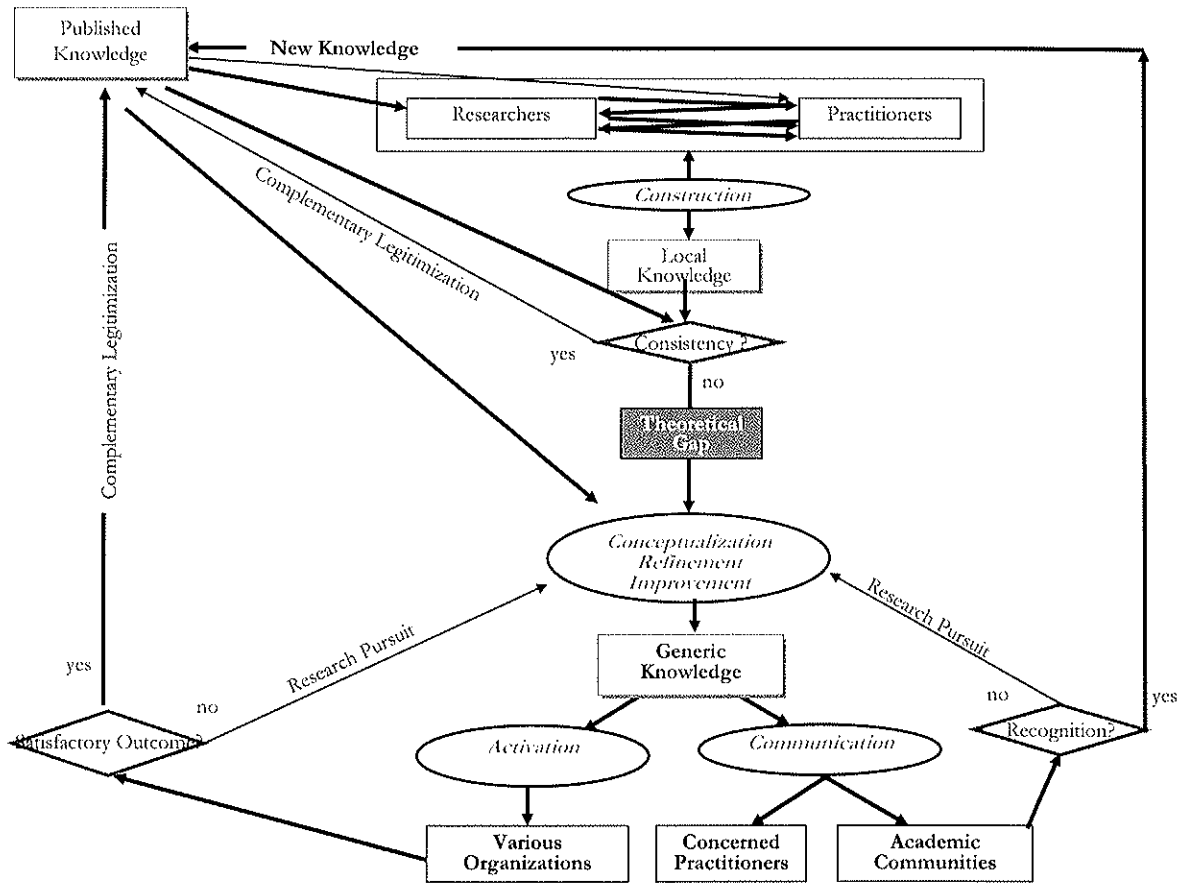 Published
Knowledge
New Knowledge
Researchers
Practitioners
Construction
Complementary Legitimization
Local
Knowledge
Consistency ?
yes
no
Theoretical
Gap
Complementary Legitimization
Conceptualization
Refinement
Improvement
Research Pursuit
Research Pursuit
Generic
Knowledge
yes
no
no
yes
Satisfactory Outcome?
Activation
Communication
Recognition?
Various
Organizations
Concerned
Practitioners
Academic
Communities